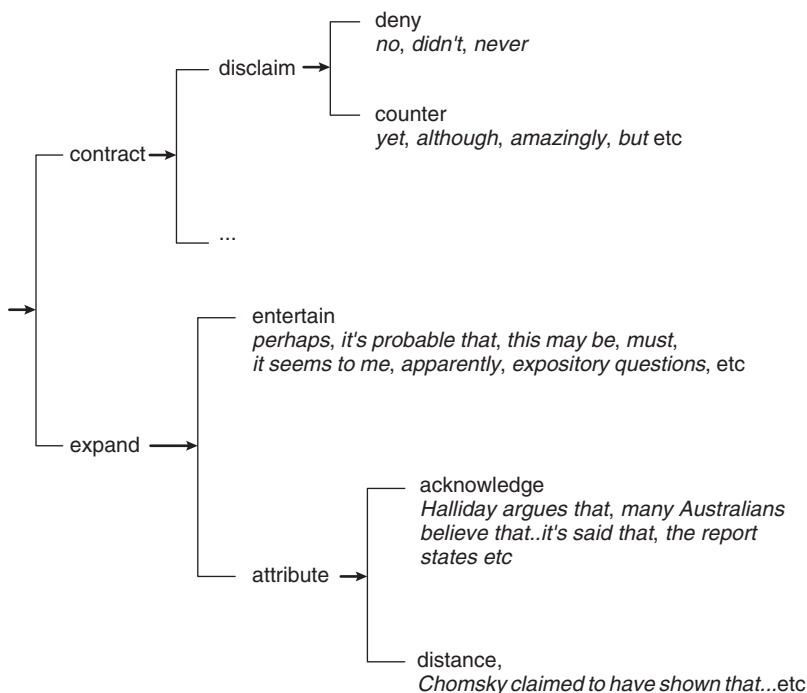 deny
no, didn't, never
disclaim
counter
yet, although, amazingly, but etc
contract
...
entertain
perhaps, it's probable that, this may be, must,
it seems to me, apparently, expository questions, etc
expand
acknowledge
Halliday argues that, many Australians
believe that..it's said that, the report
states etc
attribute
distance,
Chomsky claimed to have shown that...etc